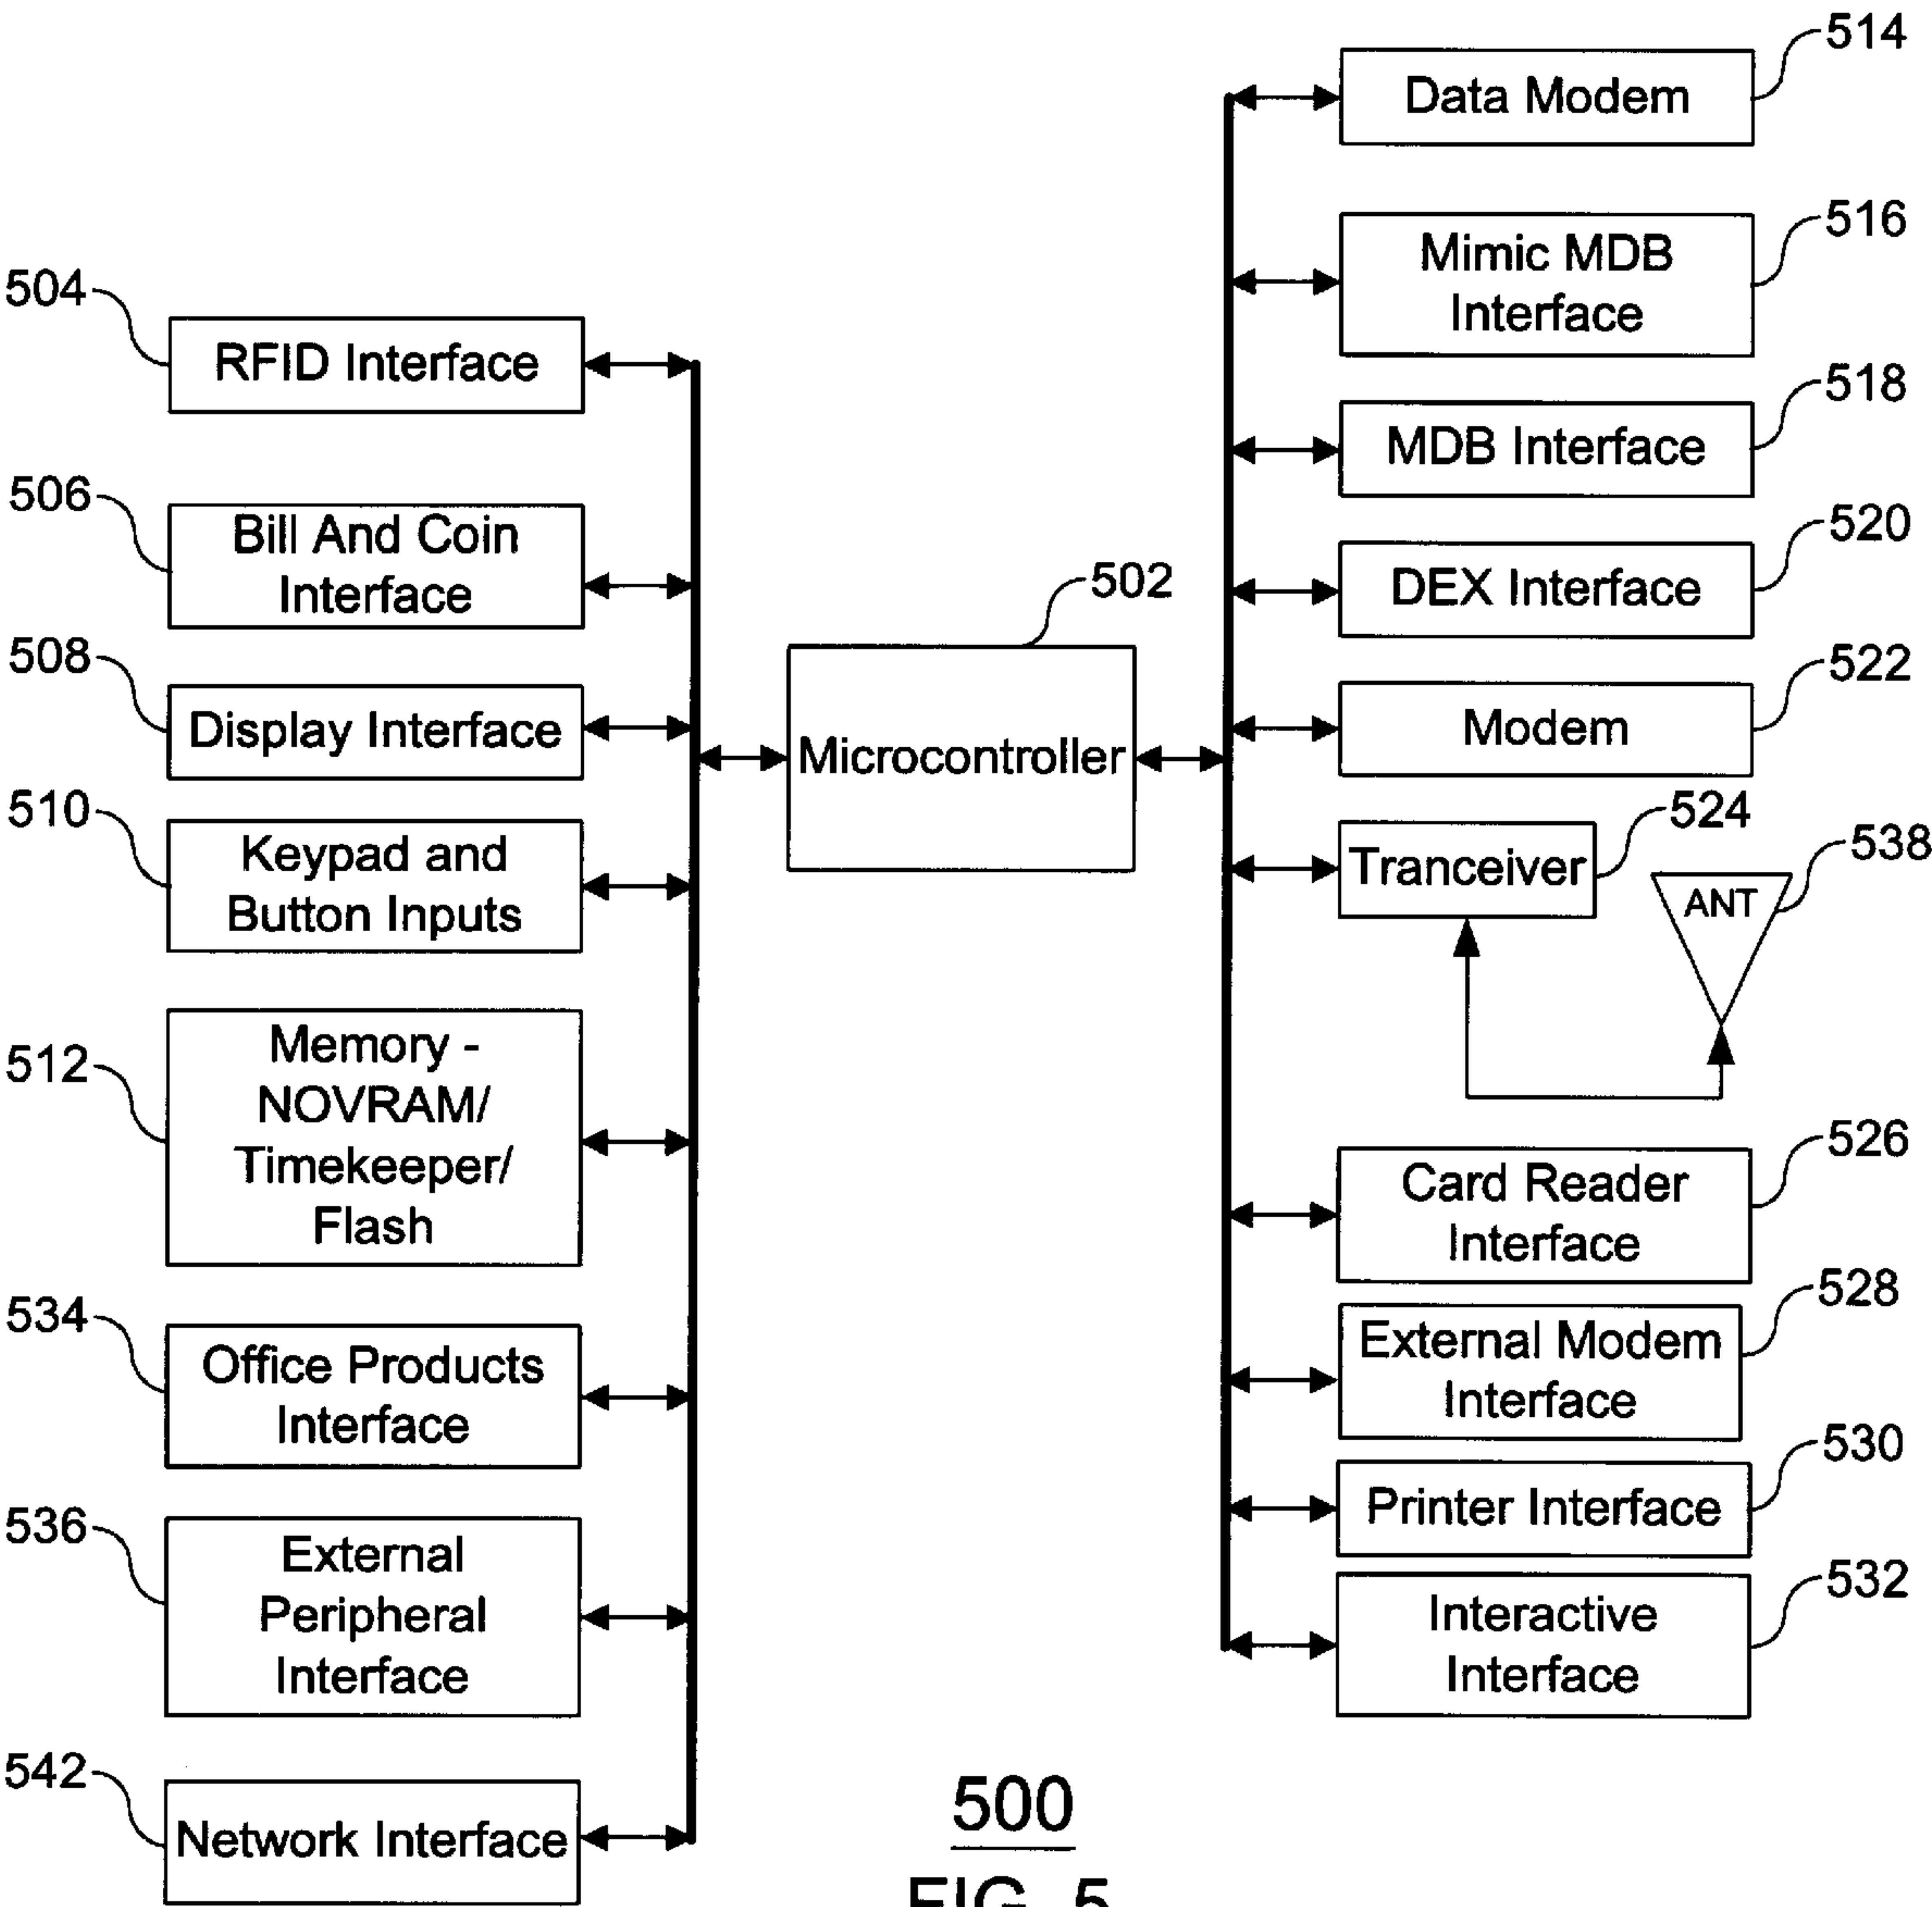 504
RFID Interface
506
Bill And Coin
Interface
508
Display Interface
510
Keypad and
Button Inputs
512
Memory -
NOVRAM/
Timekeeper/
Flash
534
Office Products
Interface
536
External
Peripheral
Interface
542
Network Interface
502
Microcontroller
514
Data Modem
516
Mimic MDB
Interface
518
MDB Interface
520
DEX Interface
522
Modem
524
Tranceiver
538
ANT
526
Card Reader
Interface
528
External Modem
Interface
530
Printer Interface
532
Interactive
Interface
500
FIG. 5